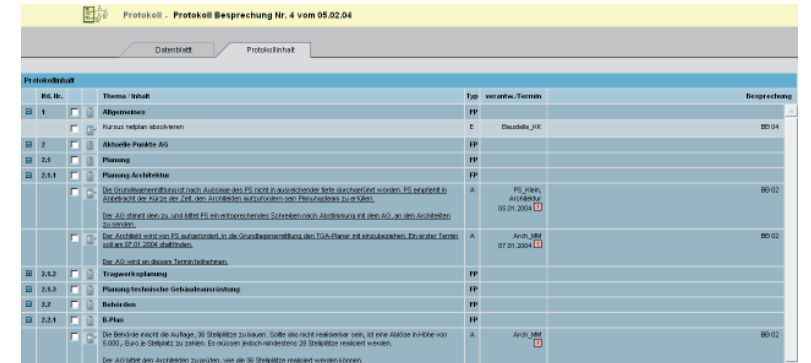 Protokoll - Protokoll Besprechung Nr. 4 vom 05.02.04
Datenblatt Protokollinhalt
Protokollinhalt
lfd. Nr. Thema / Inhalt Typ verantw./Termin Besprechung
1 Allgemeines FP
Kursus netplan absolvieren E Baustelle_KK BB 04
2 Aktuelle Punkte AG FP
2.1 Planung FP
2.1.1 Planung Architektur FP
Die Grundlagenermittlung ist nach Aussage des PS nicht in ausreichender tiefe durchgeführt worden. PS empfiehlt in A PS_Klein, BB 02
Anbetracht der Kürze der Zeit, den Architekten aufzufordern sein Planungsteam zu erfüllen. Architektur
05.01.2004
Der AG stimmt dem zu, und bittet PS ein entsprechendes Schreiben nach Abstimmung mit dem AG, an den Architekten
zu senden.
Der Architekt wird von PS aufgefordert, in die Grundlagenermittlung den TGA-Planer mit einzubeziehen. Ein erster Termin A Arch_MM BB 02
soll am 07.01.2004 stattfinden. 07.01.2004
Der AG wird an diesem Termin teilnehmen.
2.1.2 Tragwerksplanung FP
2.1.3 Planung technische Gebäudeausrüstung FP
2.2 Behörden FP
2.2.1 B-Plan FP
Die Behörde macht die Auflage, 36 Stellplätze zu bauen. Sollte das nicht realisierbar sein, ist eine Ablöse in Höhe von A Arch_MM BB 02
5.000,- Euro je Stellplatz zu zahlen. Es müssen jedoch mindestens 28 Stellplätze realisiert werden.
Der AG bittet den Architekten zu prüfen, wie die 36 Stellplätze realisiert werden können.